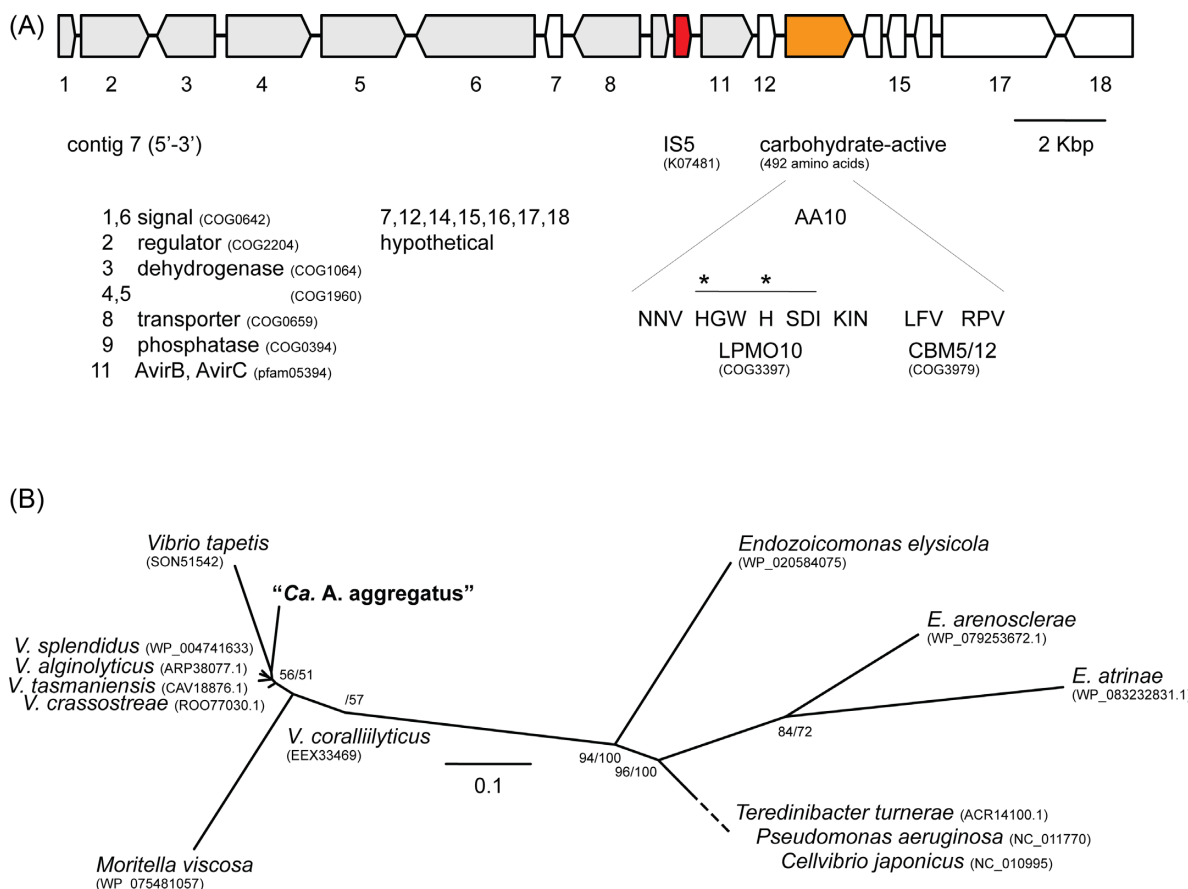 (A)
1 2 3 4 5 6 7 8 11 12 15 17 18
contig 7 (5’-3’)
IS5
(K07481)
carbohydrate-active
(492 amino acids)
2 Kbp
1,6 signal (COG0642)
2 regulator (COG2204)
3 dehydrogenase (COG1064)
4,5 (COG1960)
8 transporter (COG0659)
9 phosphatase (COG0394)
11 AvirB, AvirC (pfam05394)
7,12,14,15,16,17,18
hypothetical
AA10
* *
NNV HGW H SDI KIN LFV RPV
LPMO10
(COG3397)
CBM5/12
(COG3979)
(B)
Vibrio tapetis
(SON51542)
“Ca. A. aggregatus”
V. splendidus (WP_004741633)
V. alginolyticus (ARP38077.1)
V. tasmaniensis (CAV18876.1)
V. crassostreae (ROO77030.1)
56/51
/57
V. coralliilyticus
(EEX33469)
Moritella viscosa
(WP_075481057)
0.1
Endozoicomonas elysicola
(WP_020584075)
E. arenosclerae
(WP_079253672.1)
E. atrinae
(WP_083232831.1
84/72
94/100
96/100
Teredinibacter turnerae (ACR14100.1)
Pseudomonas aeruginosa (NC_011770)
Cellvibrio japonicus (NC_010995)